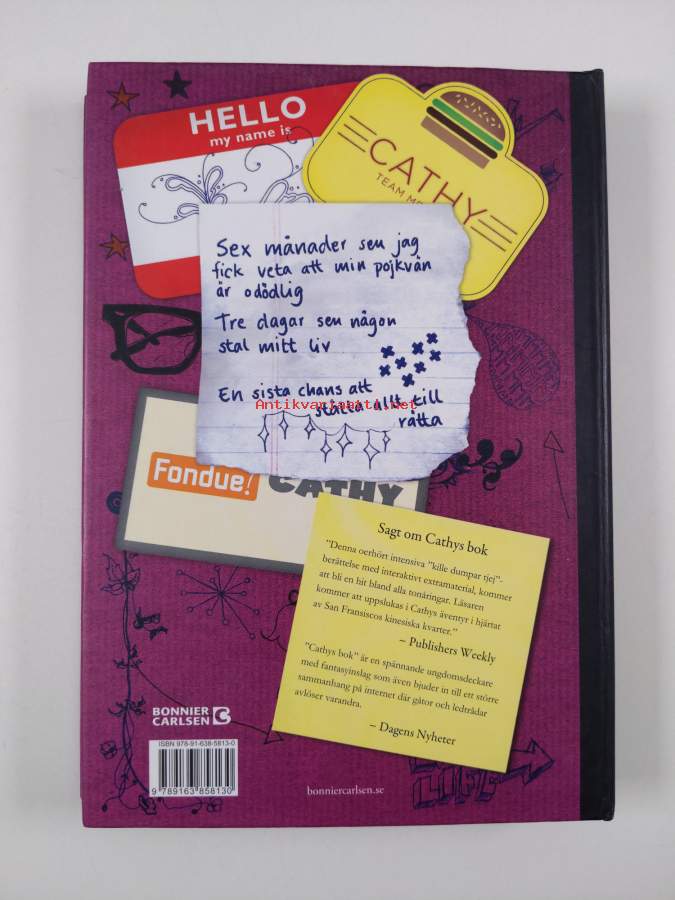 HELLO
my name is
CATHY
TEAM ME
Sex månader sen jag
fick veta att min pojkvän
är odödlig
Tre dagar sen någon
stal mitt liv
En sista chans att
ställa allt till
rätta
Antikvariaatti.net
Fondue! CATHY
Sagt om Cathys bok
"Denna oerhört intensiva "kille dumpar tjej"-
berättelse med interaktivt extramaterial, kommer
att bli en hit bland alla tonåringar. Läsaren
kommer att uppslukas i Cathys äventyr i hjärtat
av San Fransiscos kinesiska kvarter."
– Publishers Weekly
"Cathys bok" är en spännande ungdomsdeckare
med fantasyinslag som även bjuder in till ett större
sammanhang på internet där gåtor och ledtrådar
avlöser varandra.
– Dagens Nyheter
BONNIER
CARLSEN
ISBN 978-91-638-5813-0
9 789163 858130
bonniercarlsen.se